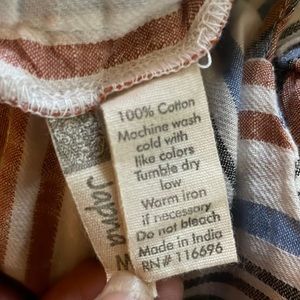 100% Cotton
Machine wash
cold with
like colors
Tumble dry
low
Warm iron
if necessary
Do not bleach
Made in India
RN# 116696
Jaipna
M